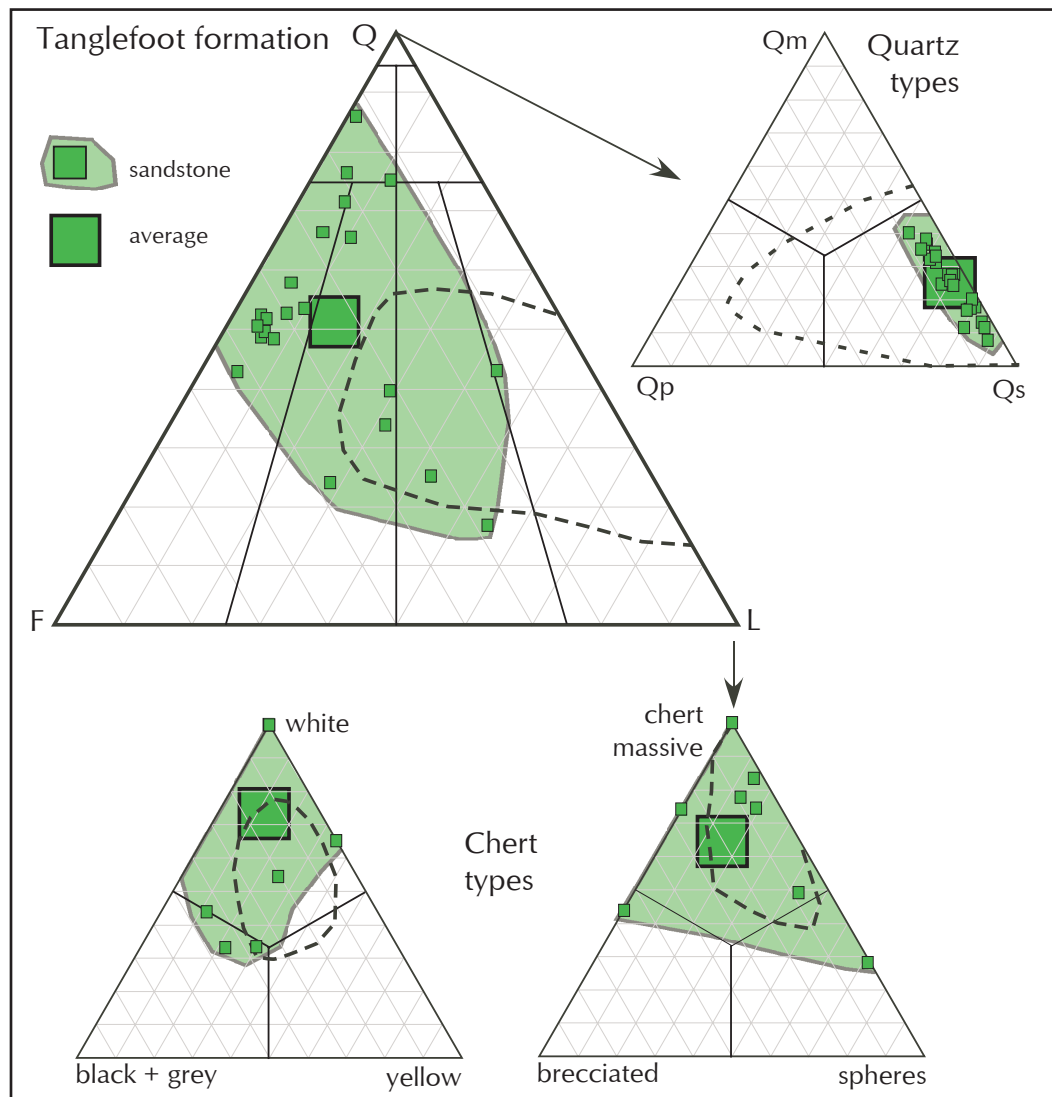 Tanglefoot formation
Q
sandstone
average
F
L
Qm
Quartz
types
Qp
Qs
white
black + grey
yellow
Chert
types
chert
massive
brecciated
spheres